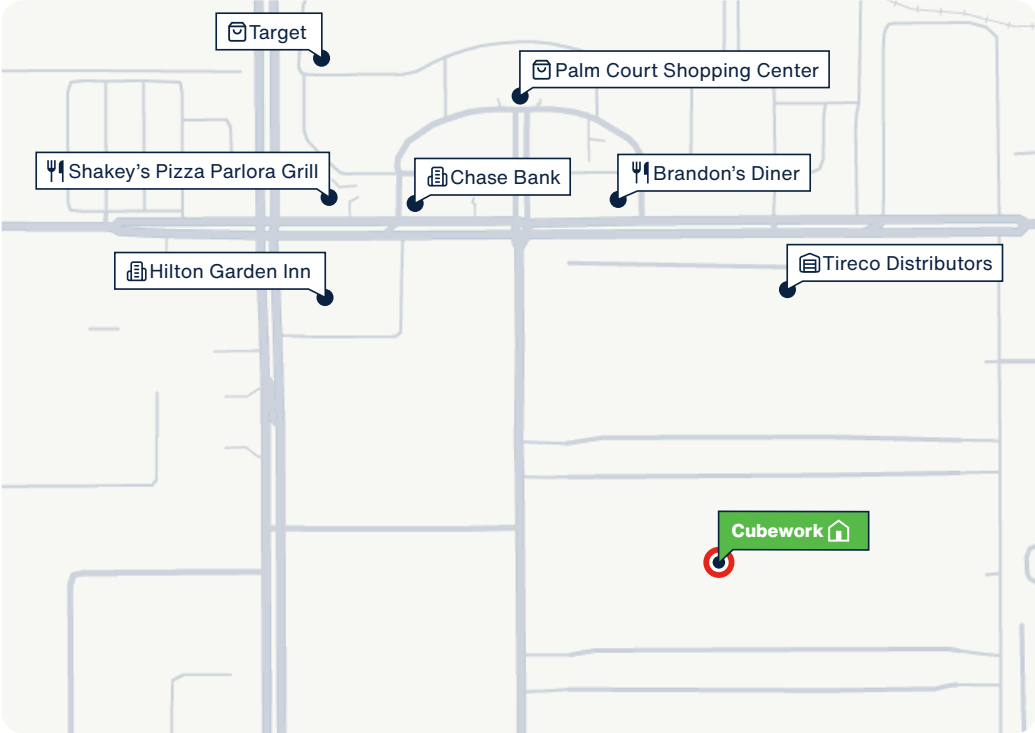 Target
Palm Court Shopping Center
Shakey's Pizza Parlora Grill
Chase Bank
Brandon's Diner
Hilton Garden Inn
Tireco Distributors
Cubework